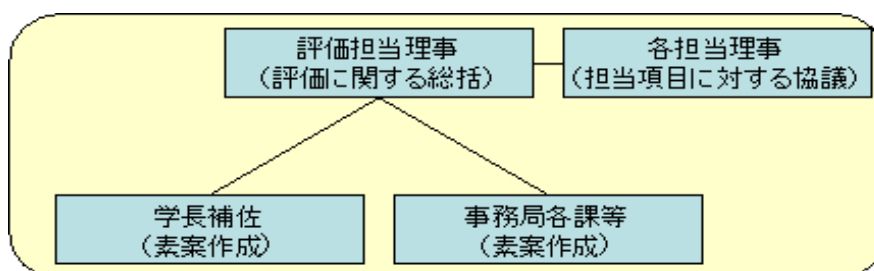 評価担当理事
（評価に関する総括）
各担当理事
（担当項目に対する協議）
学長補佐
（素案作成）
事務局各課等
（素案作成）